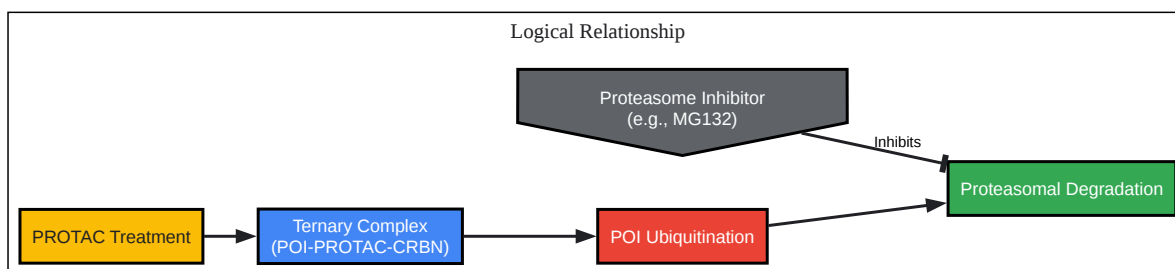 Logical Relationship
Proteasome Inhibitor
(e.g., MG132)
Inhibits
Proteasomal Degradation
PROTAC Treatment
Ternary Complex
(POI-PROTAC-CRBN)
POI Ubiquitination